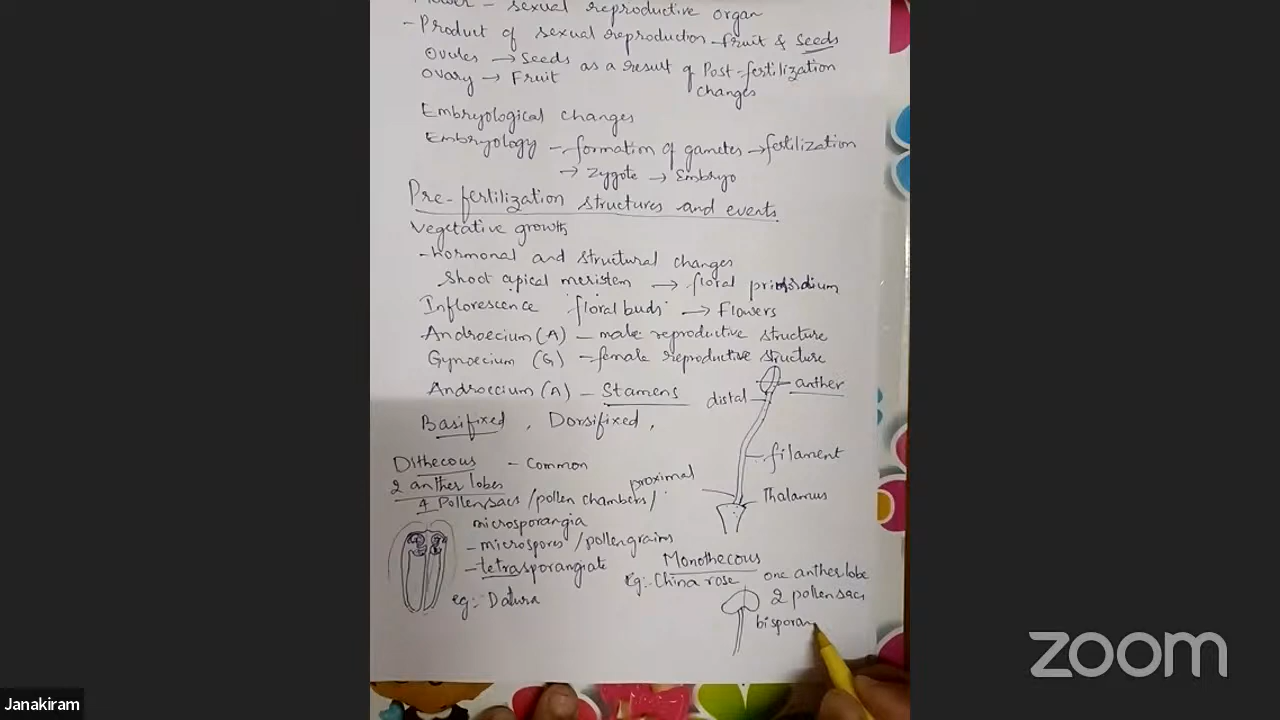 Flower - sexual reproductive organ
- Product of sexual reproduction - fruit & Seeds
Ovules → Seeds as a result of Post-fertilization
Ovary → Fruit changes
Embryological changes
Embryology - formation of gametes → fertilization
→ Zygote → Embryo
Pre-fertilization structures and events.
Vegetative growth
- hormonal and structural changes
Shoot apical meristem → floral primordium
Inflorescence floral buds → Flowers
Androecium (A) - male reproductive structure
Gynoecium (G) - female reproductive structure
Androecium (A) - Stamens
anther
distal
Basifixed, Dorsifixed,
filament
Dithecous - Common
proximal
2 anther lobes
Thalamus
4 Pollensacs / pollen chambers /
microsporangia
- microspores / pollengrains
- tetrasporangiate
eg:- Datura
Monothecous
eg:- China rose
one anther lobe
2 pollensacs
bisporan
zoom
Janakiram